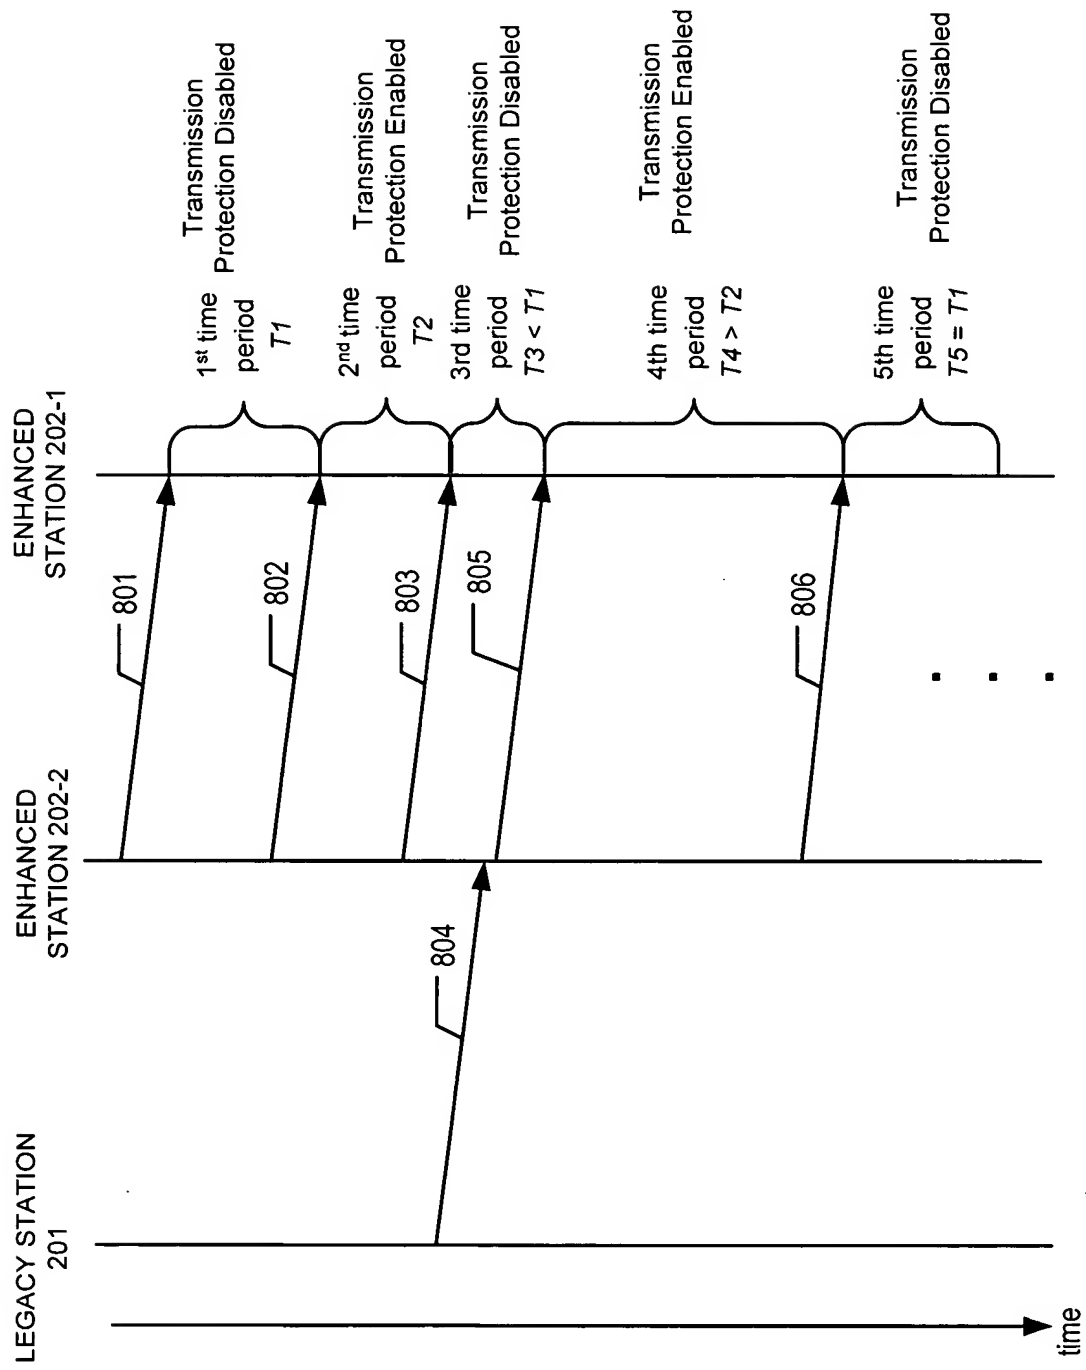 LEGACY STATION
201
ENHANCED
STATION 202-2
ENHANCED
STATION 202-1
801
802
803
804
805
806
1st time
period
T1
Transmission
Protection Disabled
2nd time
period
T2
Transmission
Protection Enabled
3rd time
period
T3 < T1
Transmission
Protection Disabled
4th time
period
T4 > T2
Transmission
Protection Enabled
5th time
period
T5 = T1
Transmission
Protection Disabled
time